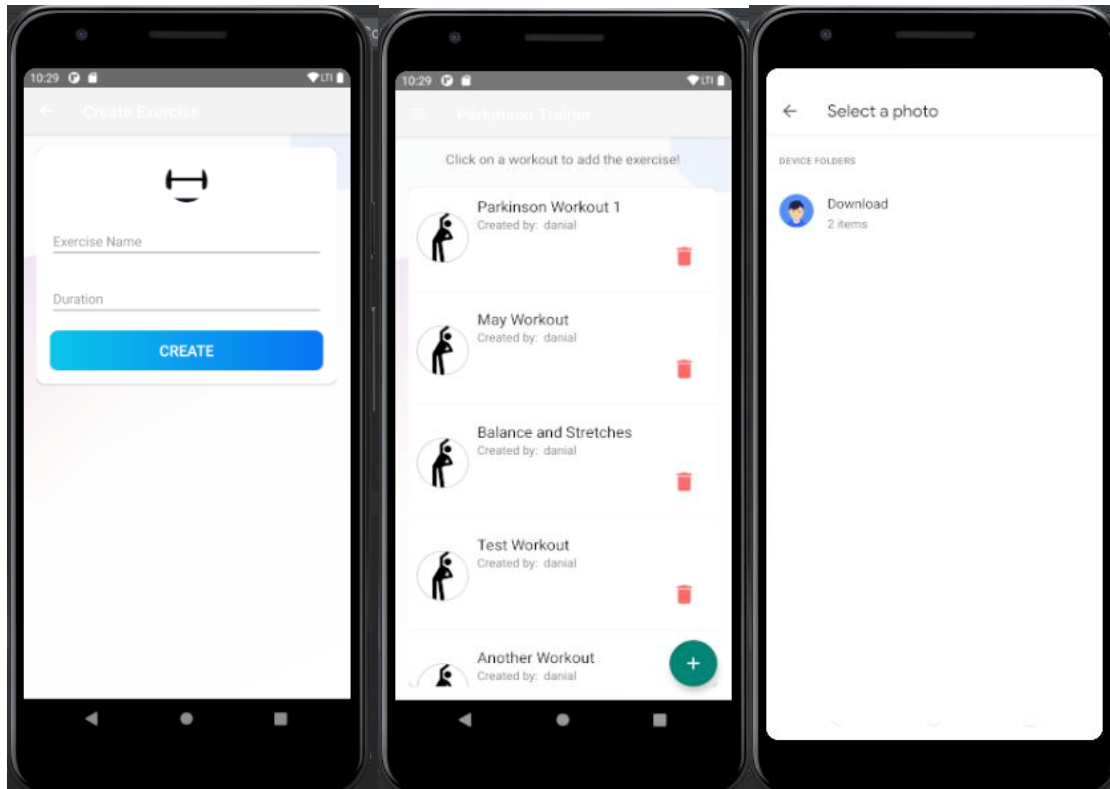 10:29 LTE
Create Exercise
Exercise Name
Duration
CREATE
10:29 LTE
Parkinson Trainer
Click on a workout to add the exercise!
Parkinson Workout 1
Created by: danial
May Workout
Created by: danial
Balance and Stretches
Created by: danial
Test Workout
Created by: danial
Another Workout
Created by: danial
Select a photo
DEVICE FOLDERS
Download
2 items